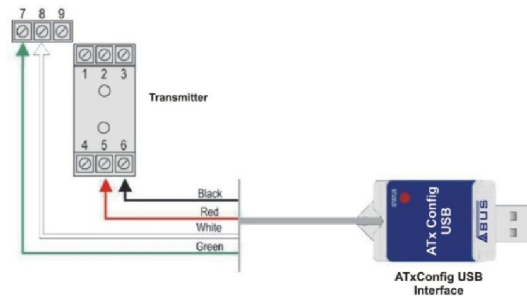 7 8 9
1 2 3
Transmitter
4 5 6
Black
Red
White
Green
STATUS
ATx Config
USB
ABUS
ATxConfig USB
Interface